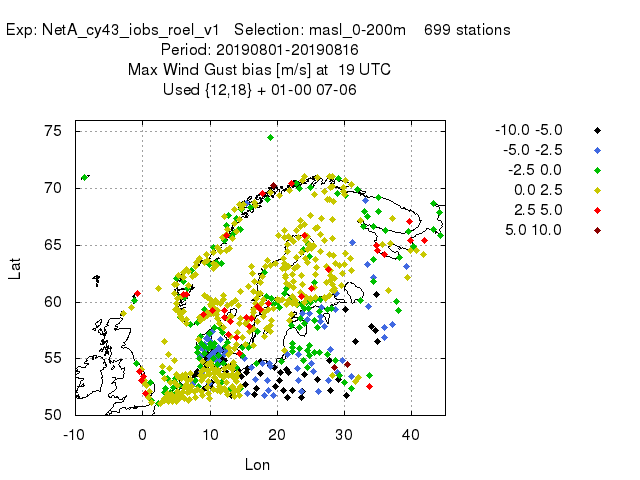 Exp: NetA_cy43_iobs_roel_v1 Selection: masl_0-200m 699 stations
Period: 20190801-20190816
Max Wind Gust bias [m/s] at 19 UTC
Used {12,18} + 01-00 07-06
75
70
65
60
55
50
Lat
-10 0 10 20 30 40
Lon
-10.0 -5.0
-5.0 -2.5
-2.5 0.0
0.0 2.5
2.5 5.0
5.0 10.0